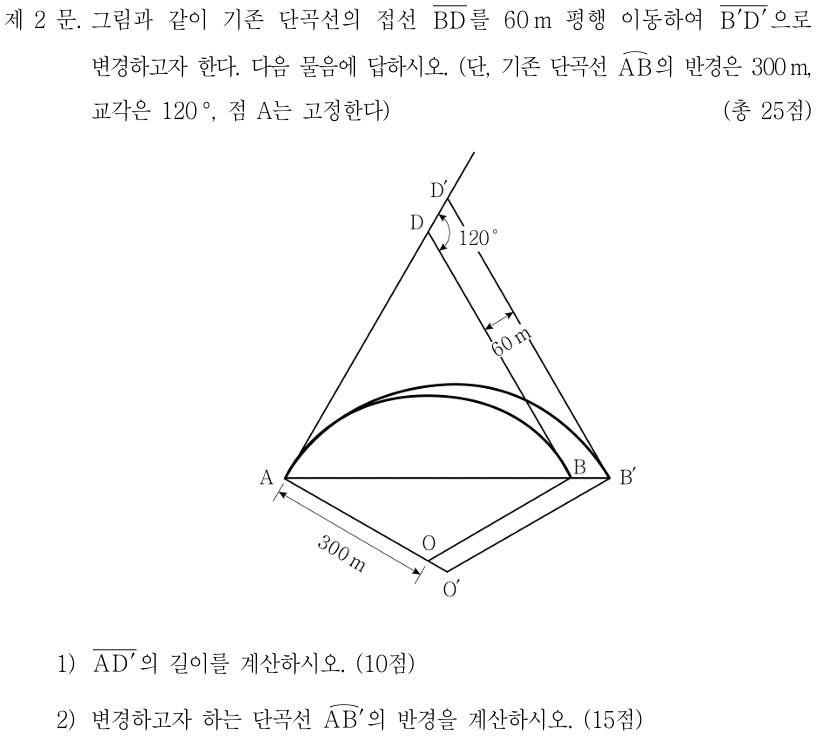 제 2 문. 그림과 같이 기존 단곡선의 접선 BD를 60 m 평행 이동하여 B′D′으로
변경하고자 한다. 다음 물음에 답하시오. (단, 기존 단곡선 AB의 반경은 300 m,
교각은 120 °, 점 A는 고정한다) (총 25점)
D′
D
120°
60 m
A
B
B′
O
300 m
O′
1) AD′의 길이를 계산하시오. (10점)
2) 변경하고자 하는 단곡선 AB′의 반경을 계산하시오. (15점)